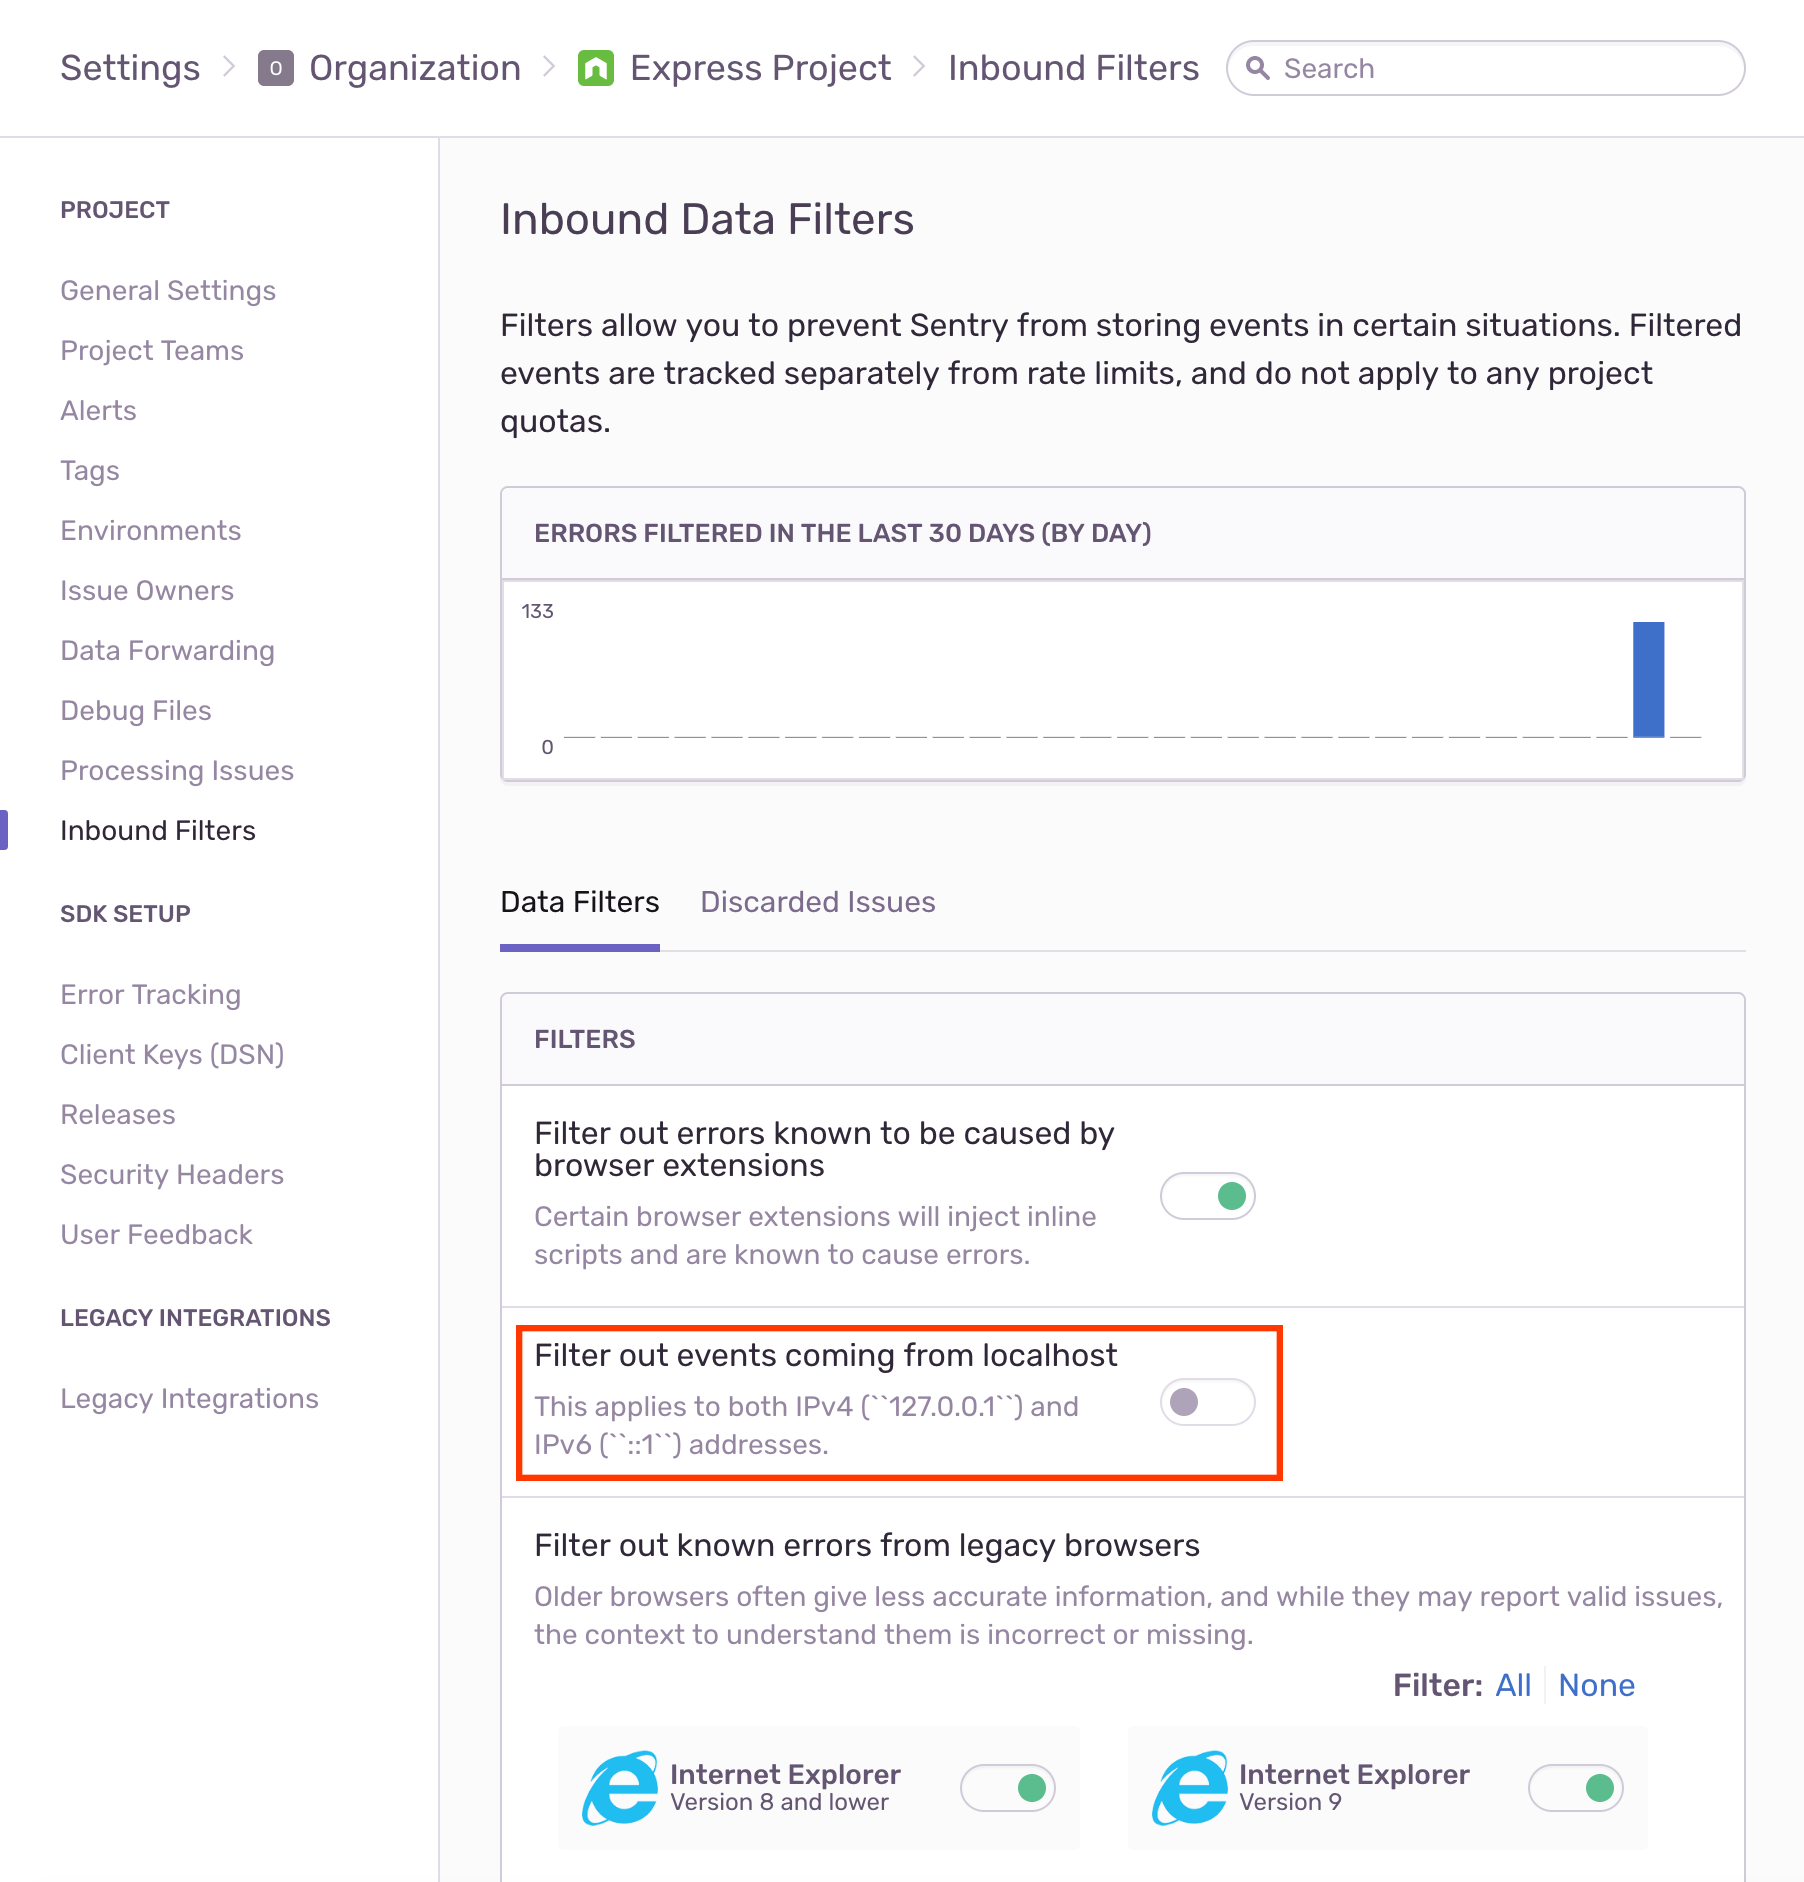 Settings
O
Organization
Express Project
Inbound Filters
Search
PROJECT
General Settings
Project Teams
Alerts
Tags
Environments
Issue Owners
Data Forwarding
Debug Files
Processing Issues
Inbound Filters
SDK SETUP
Error Tracking
Client Keys (DSN)
Releases
Security Headers
User Feedback
LEGACY INTEGRATIONS
Legacy Integrations
Inbound Data Filters
Filters allow you to prevent Sentry from storing events in certain situations. Filtered
events are tracked separately from rate limits, and do not apply to any project
quotas.
ERRORS FILTERED IN THE LAST 30 DAYS (BY DAY)
133
0
Data Filters
Discarded Issues
FILTERS
Filter out errors known to be caused by
browser extensions
Certain browser extensions will inject inline
scripts and are known to cause errors.
Filter out events coming from localhost
This applies to both IPv4 (``127.0.0.1``) and
IPv6 (``::1``) addresses.
Filter out known errors from legacy browsers
Older browsers often give less accurate information, and while they may report valid issues,
the context to understand them is incorrect or missing.
Filter: All None
Internet Explorer
Version 8 and lower
Internet Explorer
Version 9